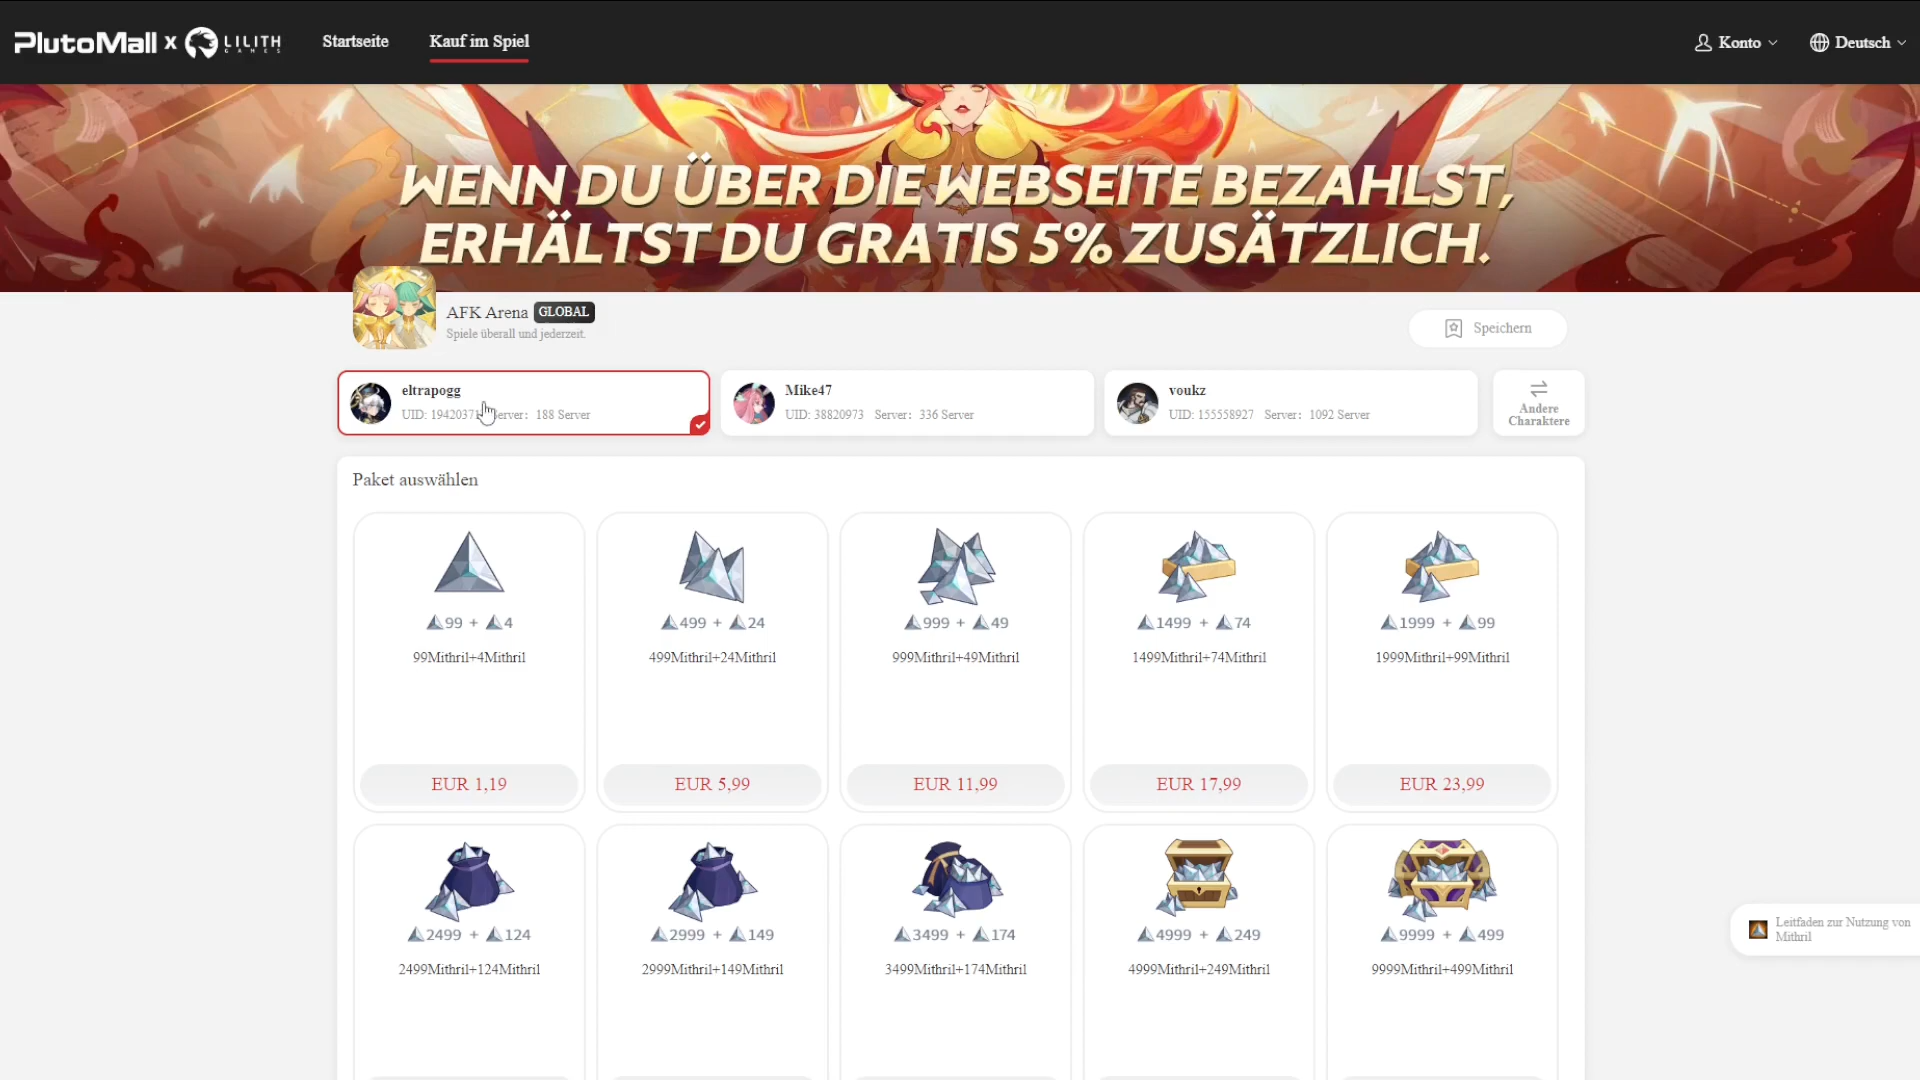 PlutoMall x LILITH GAMES
Startseite
Kauf im Spiel
Konto
Deutsch
WENN DU ÜBER DIE WEBSEITE BEZAHLST,
ERHÄLTST DU GRATIS 5% ZUSÄTZLICH.
AFK Arena GLOBAL
Spiele überall und jederzeit.
Speichern
eltrapogg
188 Server
Mike47
UID: 38820973 Server: 336 Server
voukz
UID: 155558927 Server: 1092 Server
Andere
Charaktere
Paket auswählen
99 + 4
499 + 24
999 + 49
1499 + 74
1999 + 99
99Mithril+4Mithril
499Mithril+24Mithril
999Mithril+49Mithril
1499Mithril+74Mithril
1999Mithril+99Mithril
EUR 1,19
EUR 5,99
EUR 11,99
EUR 17,99
EUR 23,99
2499 + 124
2999 + 149
3499 + 174
4999 + 249
9999 + 499
2499Mithril+124Mithril
2999Mithril+149Mithril
3499Mithril+174Mithril
4999Mithril+249Mithril
9999Mithril+499Mithril
Leitfaden zur Nutzung von
Mithril